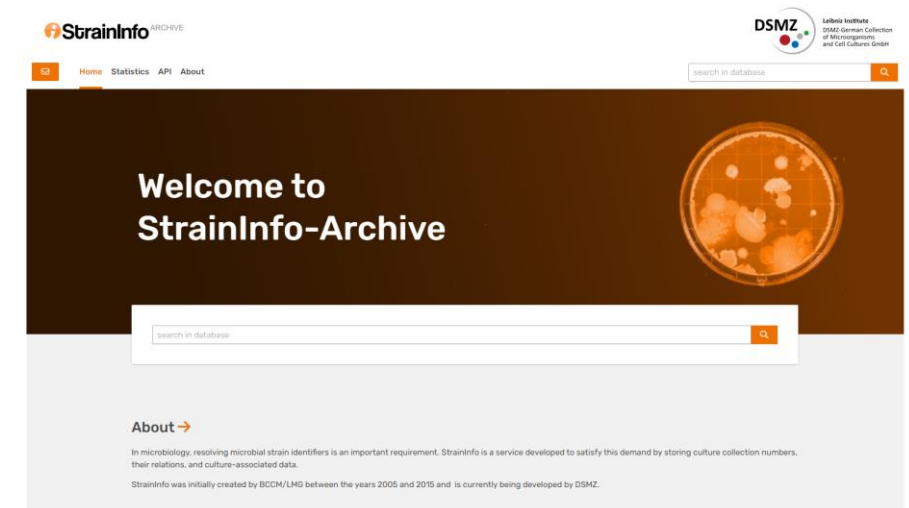 StrainInfo ARCHIVE
DSMZ
Leibniz Institute
DSMZ-German Collection
of Microorganisms
and Cell Cultures GmbH
Home Statistics API About
search in database
Welcome to
StrainInfo-Archive
search in database
About →
In microbiology, resolving microbial strain identifiers is an important requirement. StrainInfo is a service developed to satisfy this demand by storing culture collection numbers,
their relations, and culture-associated data.
StrainInfo was initially created by BCCM/LMG between the years 2005 and 2015 and is currently being developed by DSMZ.